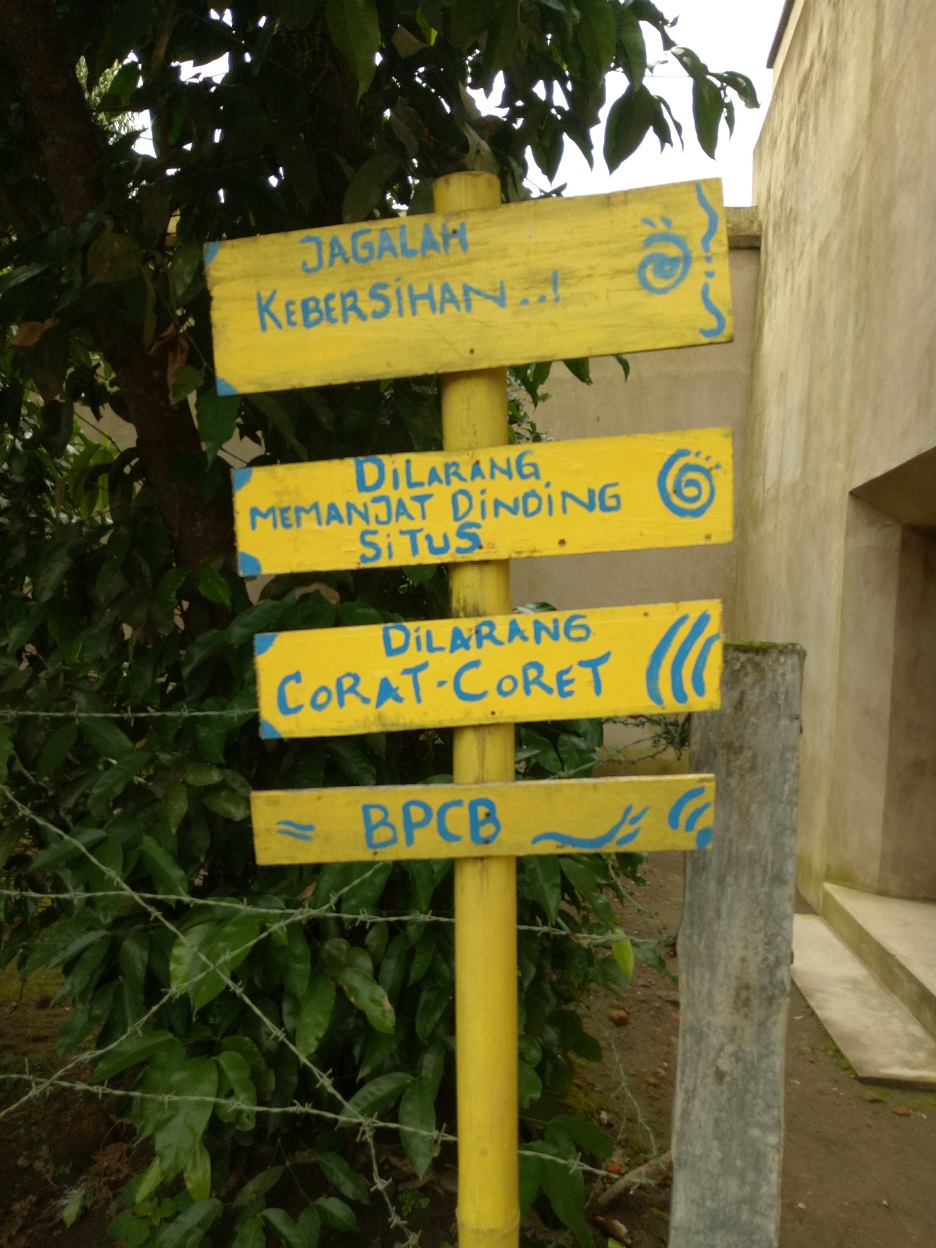 JAGALAH
KEBERSiHAN..!
DiLARANG
MEMANJAT DiNDiNG
SiTUS
DiLARANG
CORAT-CORET
BPCB